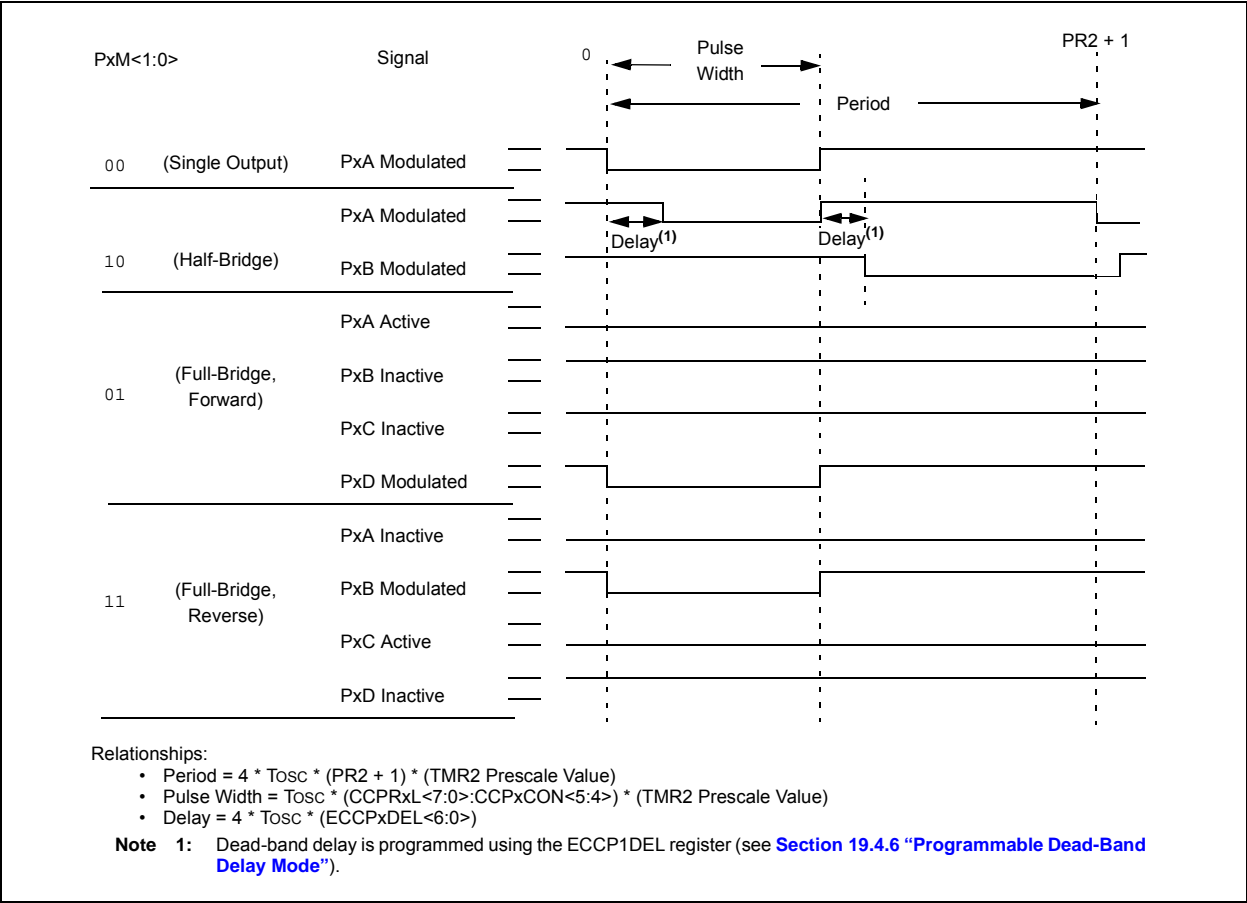 PxM<1:0> Signal 0 Pulse Width PR2 + 1
Period
00 (Single Output) PxA Modulated
PxA Modulated
Delay(1) Delay(1)
10 (Half-Bridge) PxB Modulated
PxA Active
01 (Full-Bridge, Forward) PxB Inactive
PxC Inactive
PxD Modulated
PxA Inactive
11 (Full-Bridge, Reverse) PxB Modulated
PxC Active
PxD Inactive
Relationships:
• Period = 4 * TOSC * (PR2 + 1) * (TMR2 Prescale Value)
• Pulse Width = TOSC * (CCPRxL<7:0>:CCPxCON<5:4>) * (TMR2 Prescale Value)
• Delay = 4 * TOSC * (ECCPxDEL<6:0>)
Note 1: Dead-band delay is programmed using the ECCP1DEL register (see Section 19.4.6 “Programmable Dead-Band
Delay Mode”).